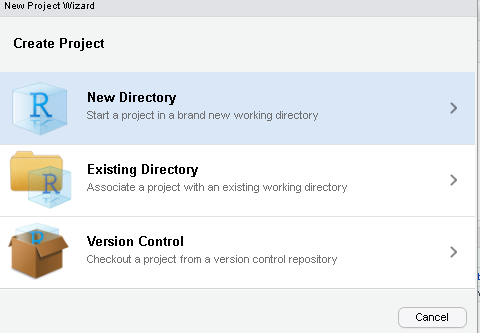 New Project Wizard
Create Project
R
New Directory
Start a project in a brand new working directory
R
Existing Directory
Associate a project with an existing working directory
Version Control
Checkout a project from a version control repository
Cancel